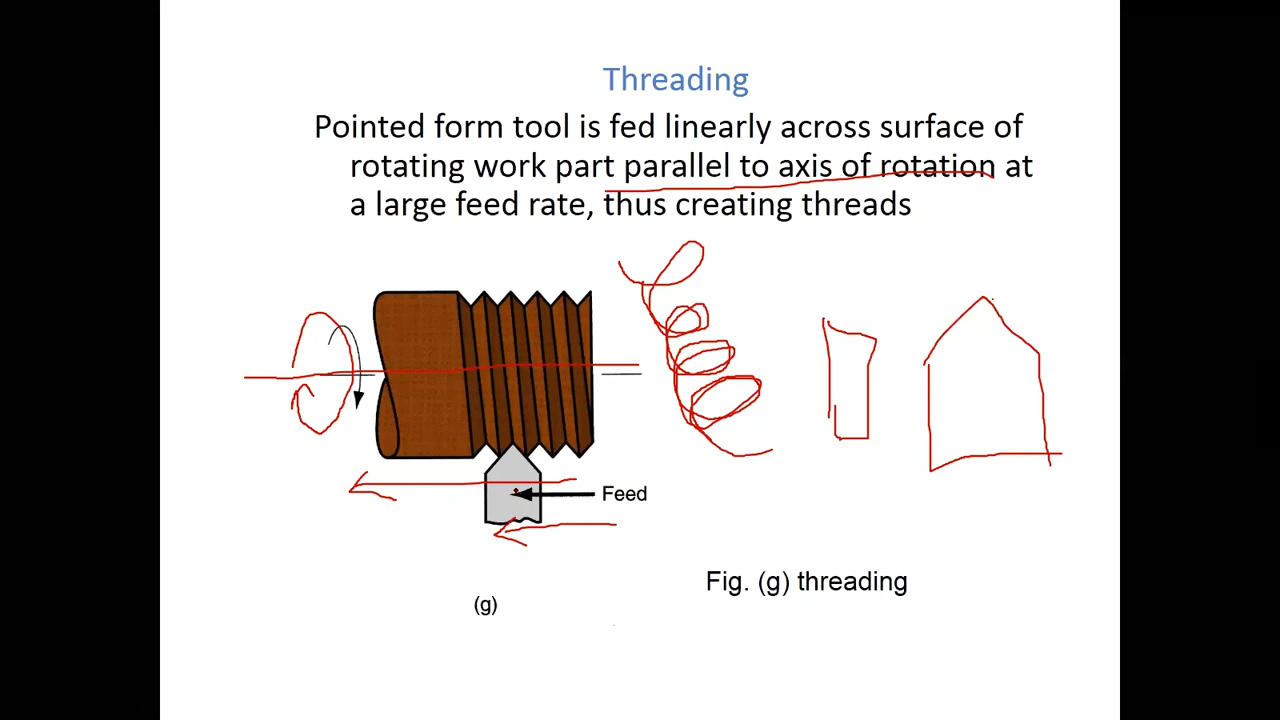 Threading
Pointed form tool is fed linearly across surface of
rotating work part parallel to axis of rotation at
a large feed rate, thus creating threads
Feed
Fig. (g) threading
(g)